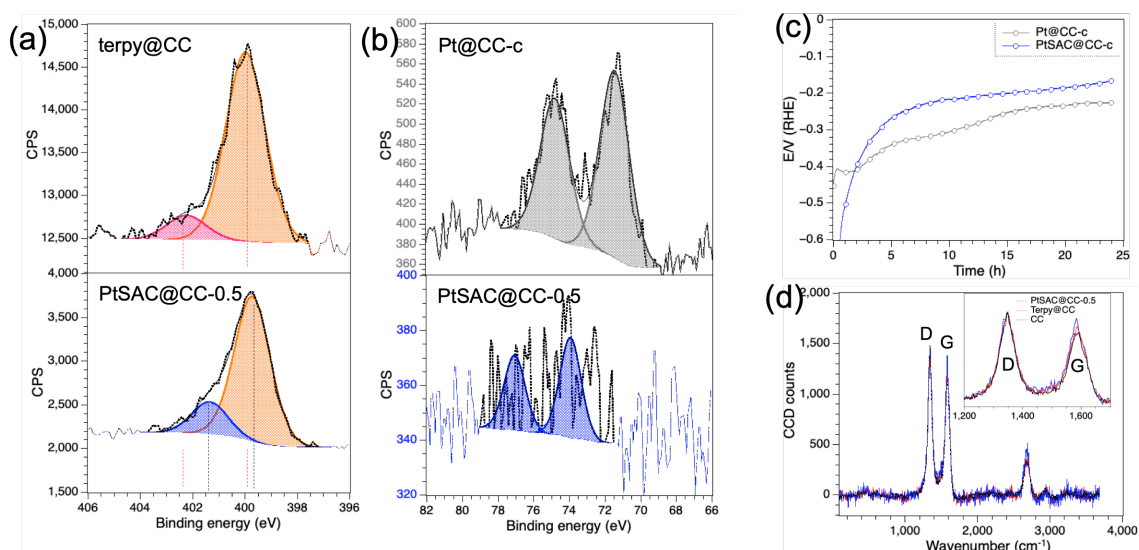 (a)
terpy@CC
15,000
14,500
14,000
13,500
13,000
12,500
4,000
CPS
PtSAC@CC-0.5
3,500
3,000
2,500
2,000
1,500
CPS
406 404 402 400 398 396
Binding energy (eV)
(b)
Pt@CC-c
600
580
560
540
520
500
480
460
440
420
400
380
360
400
CPS
PtSAC@CC-0.5
380
360
340
320
CPS
82 80 78 76 74 72 70 68 66
Binding energy (eV)
(c)
0
−0.1
−0.2
−0.3
−0.4
−0.5
−0.6
E/V (RHE)
Pt@CC-c
PtSAC@CC-c
0 5 10 15 20 25
Time (h)
(d)
2,000
1,500
1,000
500
0
CCD counts
D G
PtSAC@CC-0.5
Terpy@CC
CC
D G
1,200 1,400 1,600
1,000 2,000 3,000 4,000
Wavenumber (cm⁻¹)